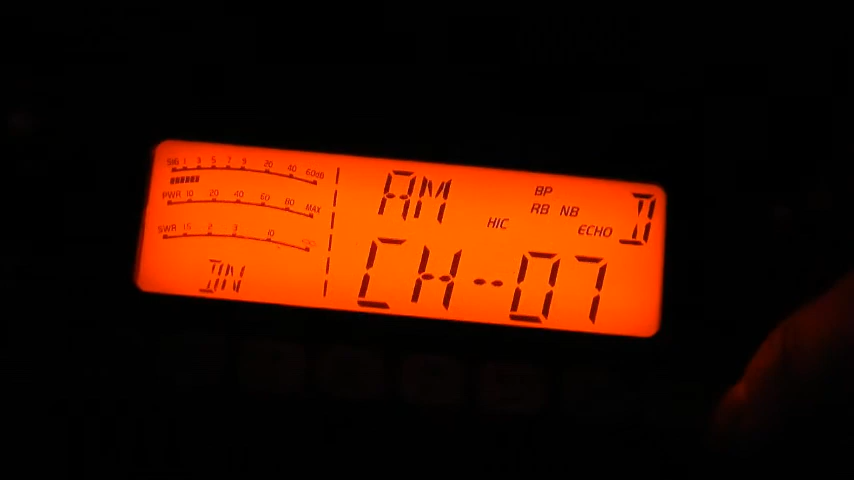 SIG 1 3 5 7 9 20 40 60dB
PWR 10 20 40 60 80 MAX
SWR 1.5 2 3 10
ON
AM
BP
RB NB
HIC
ECHO
D
CH-07